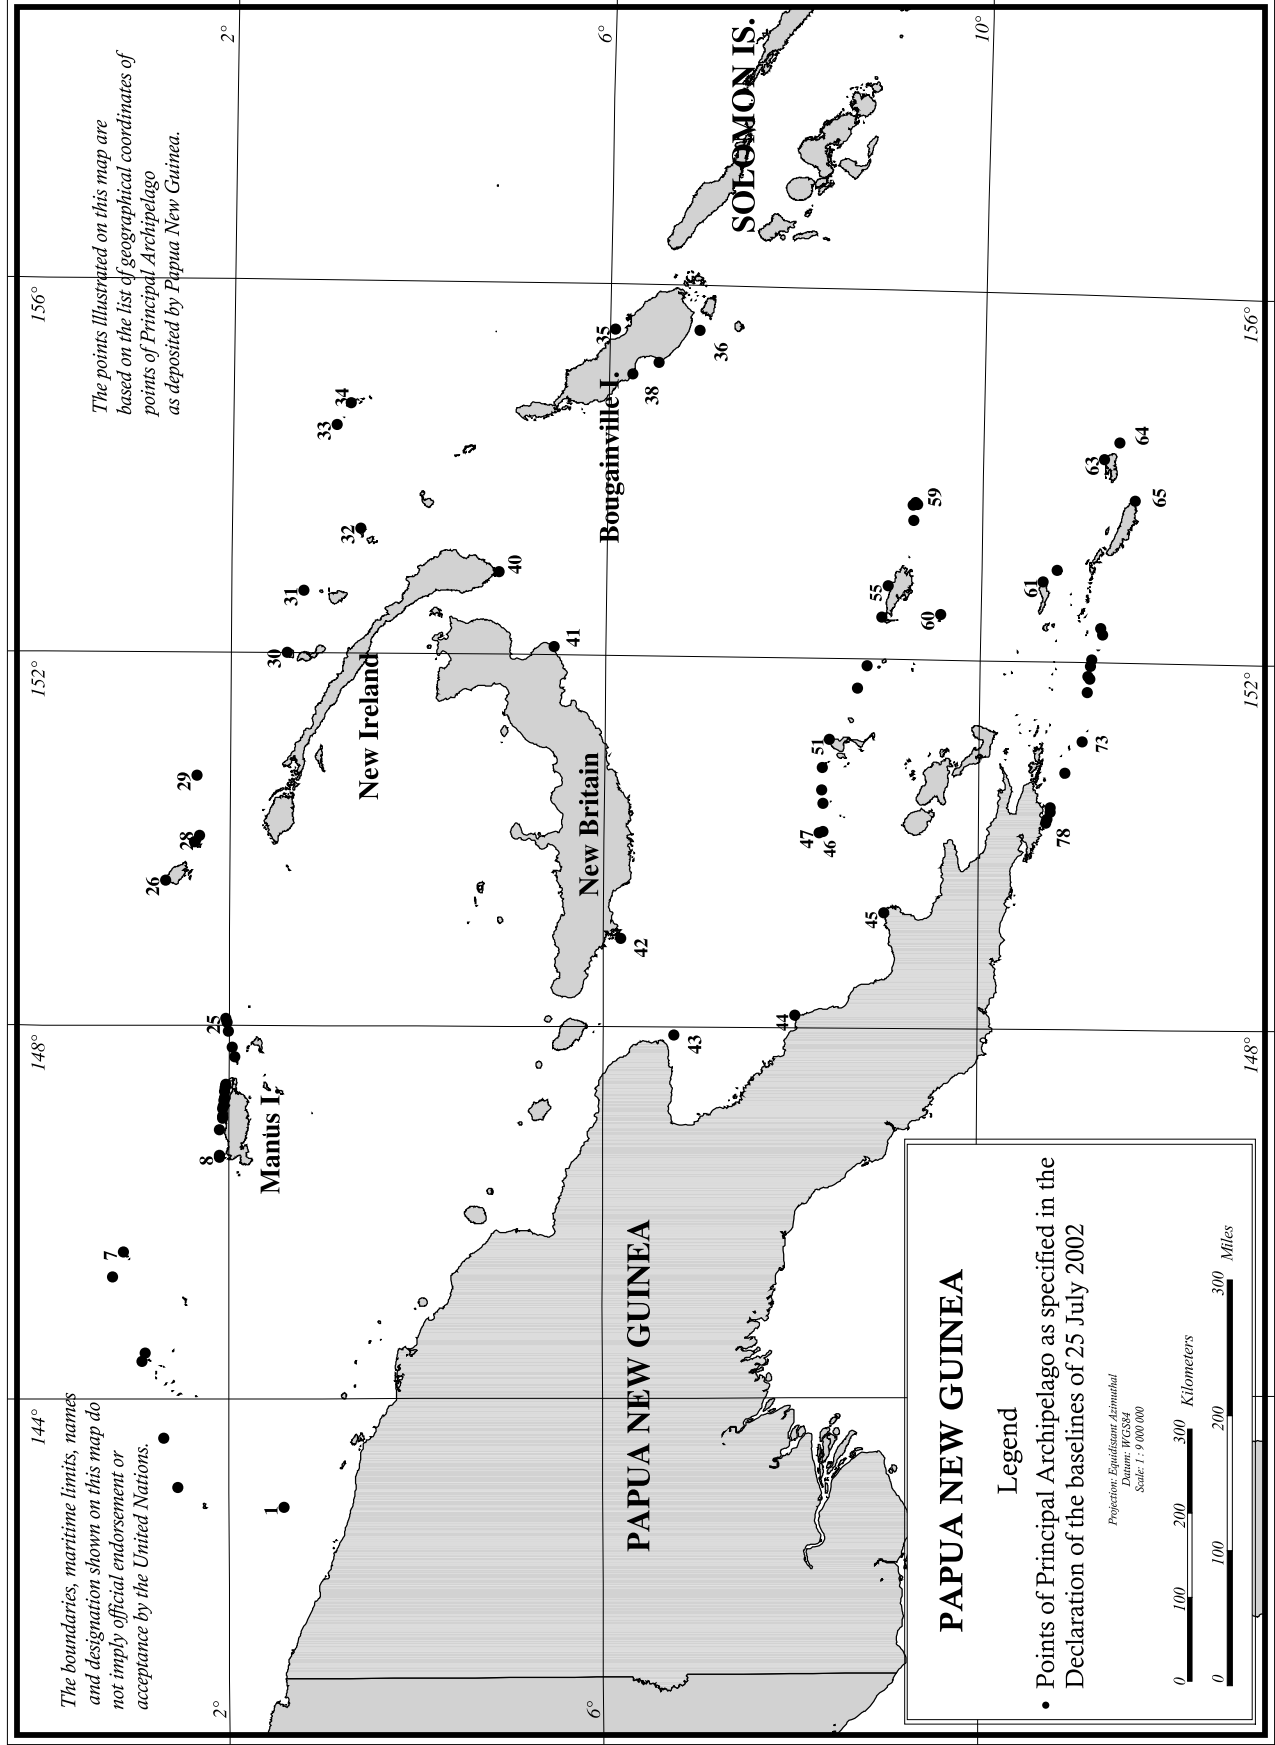 The boundaries, maritime limits, names
and designation shown on this map do
not imply official endorsement or
acceptance by the United Nations.
The points Illustrated on this map are
based on the list of geographical coordinates of
points of Principal Archipelago
as deposited by Papua New Guinea.
144°
148°
152°
156°
2°
2°
6°
6°
10°
148°
152°
156°
1
7
8
25
26
28
29
30
31
32
33
34
35
36
38
40
41
42
43
44
45
46
47
51
55
59
60
61
63
64
65
73
78
Manus I.
New Ireland
New Britain
Bougainville I.
SOLOMON IS.
PAPUA NEW GUINEA
PAPUA NEW GUINEA
Legend
• Points of Principal Archipelago as specified in the
Declaration of the baselines of 25 July 2002
Projection: Equidistant Azimuthal
Datum: WGS84
Scale: 1 : 9 000 000
0 100 200 300 Kilometers
0 100 200 300 Miles